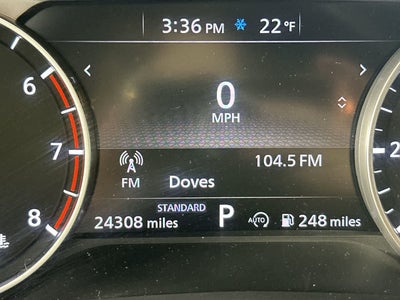 3:36 PM 22°F
0
MPH
104.5 FM
FM Doves
STANDARD
24308 miles P AUTO 248 miles
6
7
8
2